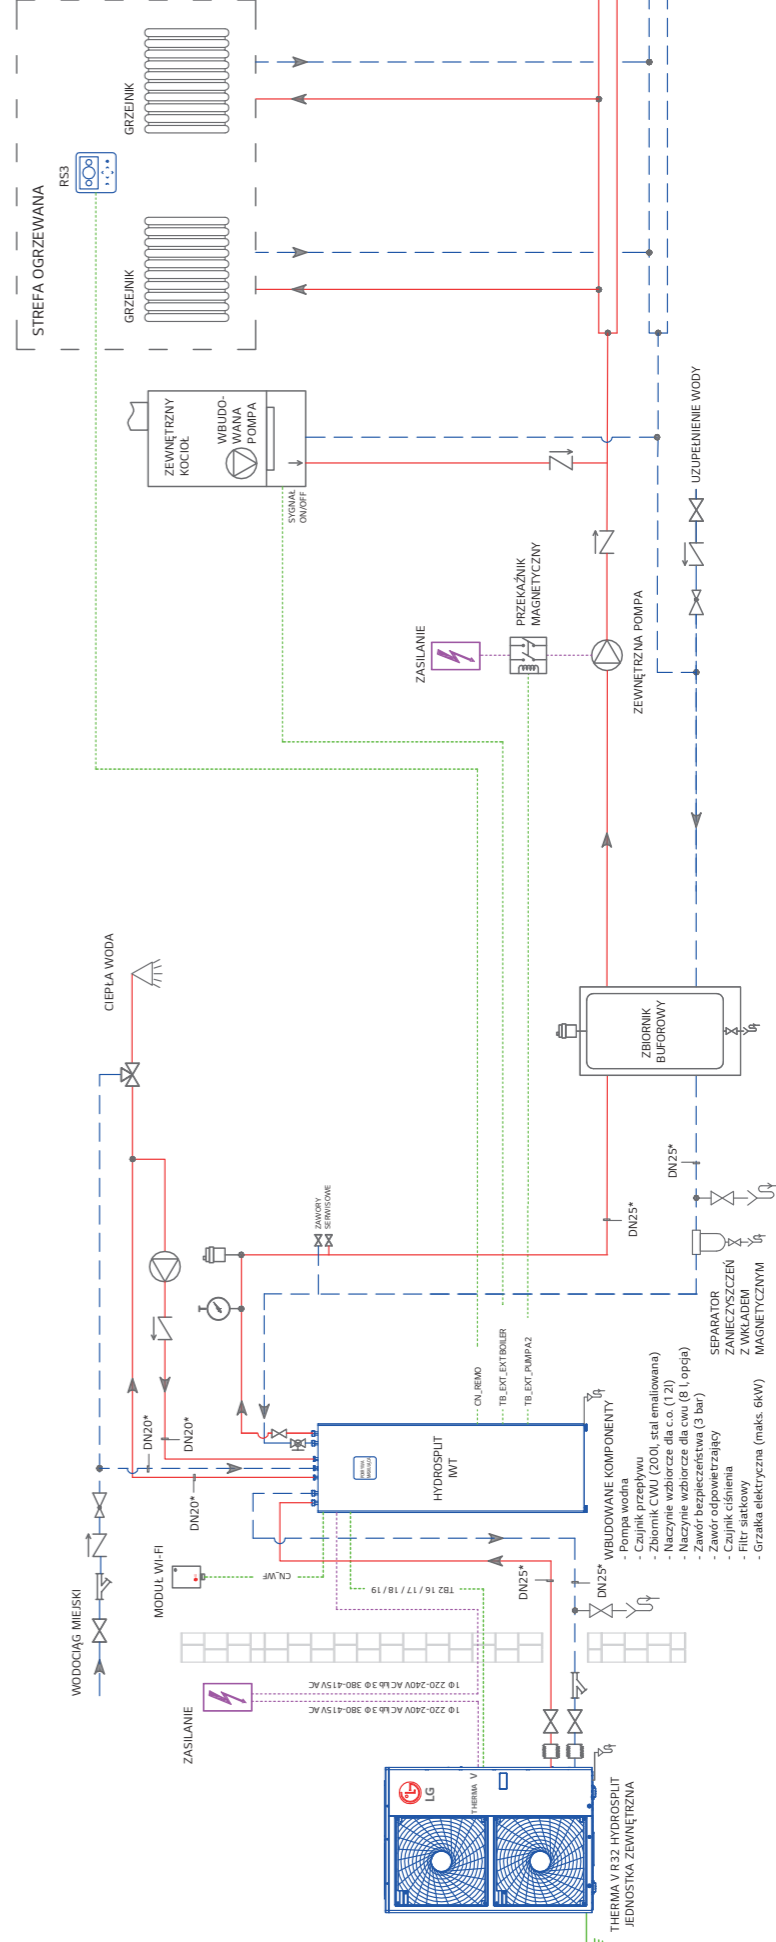 STREFA OGRZEWANA
RS3
GRZEJNIK
GRZEJNIK
ZEWNĘTRZNY
KOCIOŁ
WBUDO-
WANA
POMPA
SYGNAŁ
ON/OFF
UZUPEŁNIENIE WODY
ZASILANIE
PRZEKAŹNIK
MAGNETYCZNY
ZEWNĘTRZNA POMPA
CIEPŁA WODA
ZBIORNIK
BUFOROWY
DN25*
DN25*
ZAWORY
SERWISOWE
SEPARATOR
ZANIECZYSZCZEŃ
Z WKŁADEM
MAGNETYCZNYM
CN_REMO
TB_EXT_EXT BOILER
TB_EXT_PUMPA2
DN20*
DN20*
DN20*
HYDROSPLIT
IWT
WODOCIĄG MIEJSKI
MODUŁ WI-FI
CN_WF
TB2 16 / 17 / 18 / 19
DN25*
DN25*
WBUDOWANE KOMPONENTY
- Pompa wodna
- Czujnik przepływu
- Zbiornik CWU (200l, stal emaliowana)
- Naczynie wzbiorcze dla c.o. (12l)
- Naczynie wzbiorcze dla cwu (8 l, opcja)
- Zawór bezpieczeństwa (3 bar)
- Zawór odpowietrzający
- Czujnik ciśnienia
- Filtr siatkowy
- Grzałka elektryczna (maks. 6kW)
ZASILANIE
1Φ 220-240V AC lub 3 Φ 380-415V AC
1Φ 220-240V AC lub 3 Φ 380-415V AC
LG
THERMA V
THERMA V R32 HYDROSPLIT
JEDNOSTKA ZEWNĘTRZNA